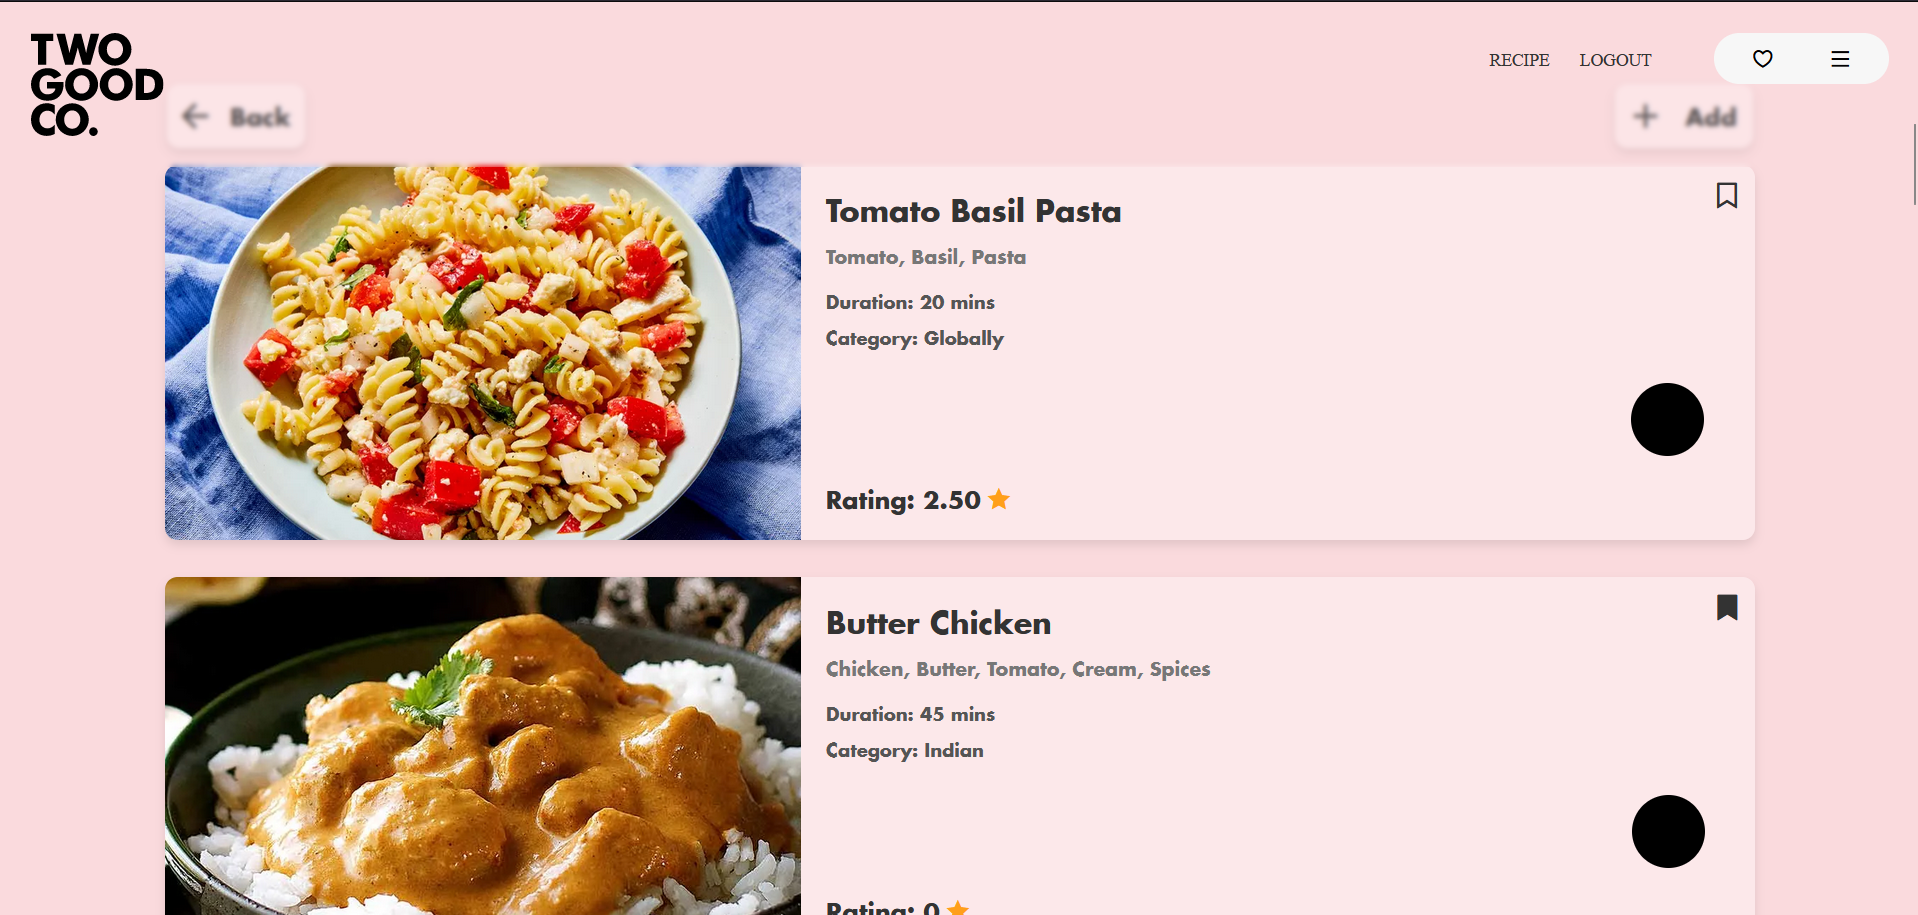 TWO
GOOD
CO.
RECIPE LOGOUT
Back
Add
Tomato Basil Pasta
Tomato, Basil, Pasta
Duration: 20 mins
Category: Globally
Rating: 2.50
Butter Chicken
Chicken, Butter, Tomato, Cream, Spices
Duration: 45 mins
Category: Indian
Rating: 0